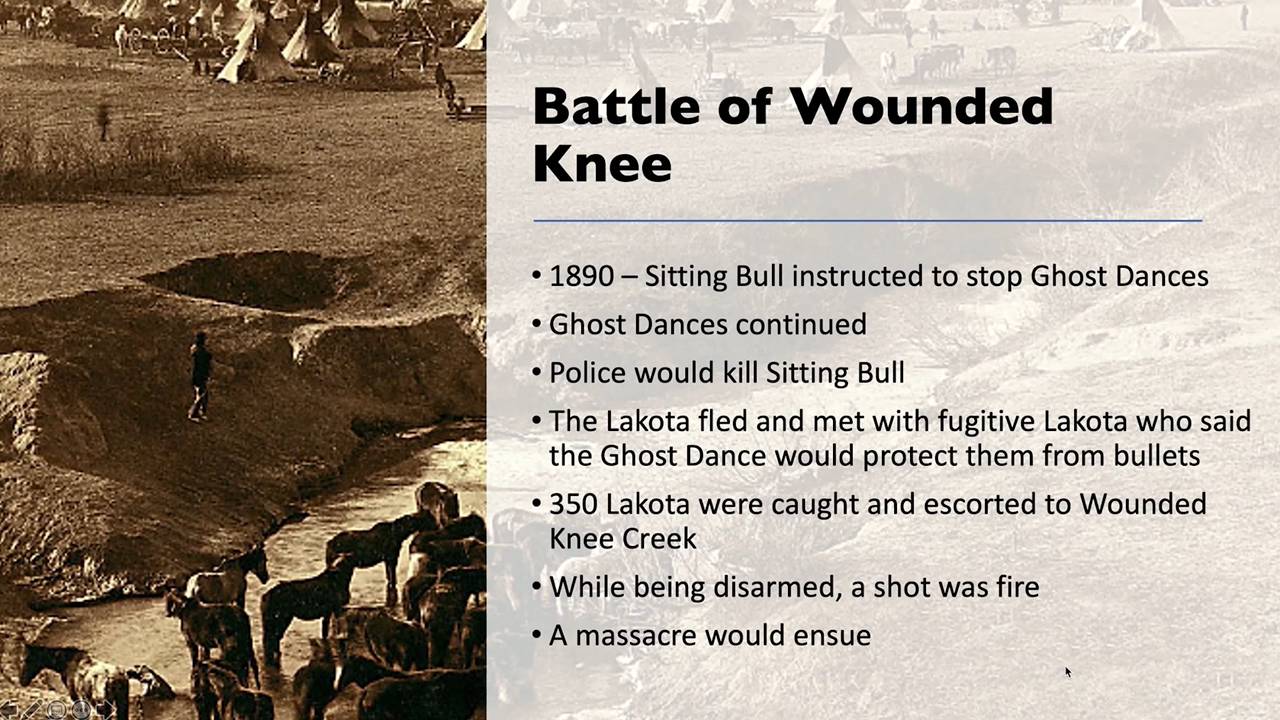 Battle of Wounded
Knee
• 1890 – Sitting Bull instructed to stop Ghost Dances
• Ghost Dances continued
• Police would kill Sitting Bull
• The Lakota fled and met with fugitive Lakota who said
the Ghost Dance would protect them from bullets
• 350 Lakota were caught and escorted to Wounded
Knee Creek
• While being disarmed, a shot was fire
• A massacre would ensue